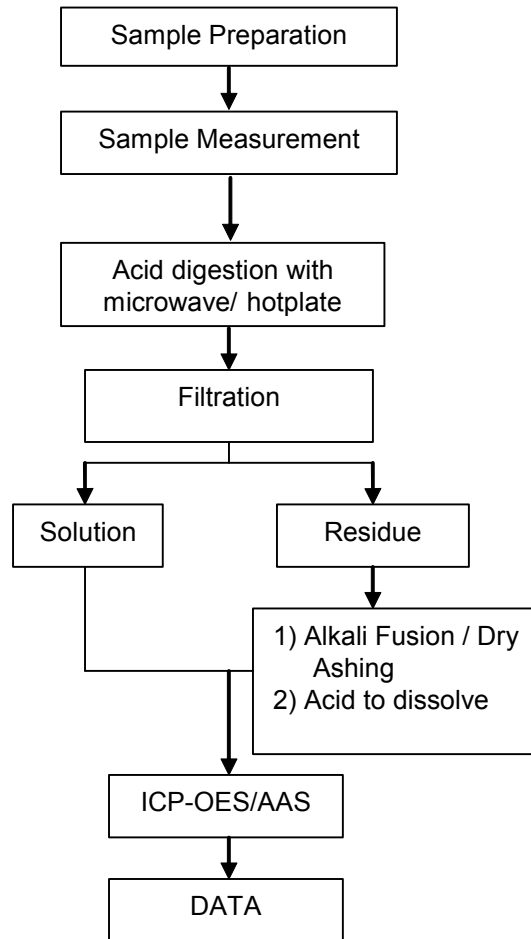 Sample Preparation
Sample Measurement
Acid digestion with
microwave/ hotplate
Filtration
Solution
Residue
1) Alkali Fusion / Dry
Ashing
2) Acid to dissolve
ICP-OES/AAS
DATA